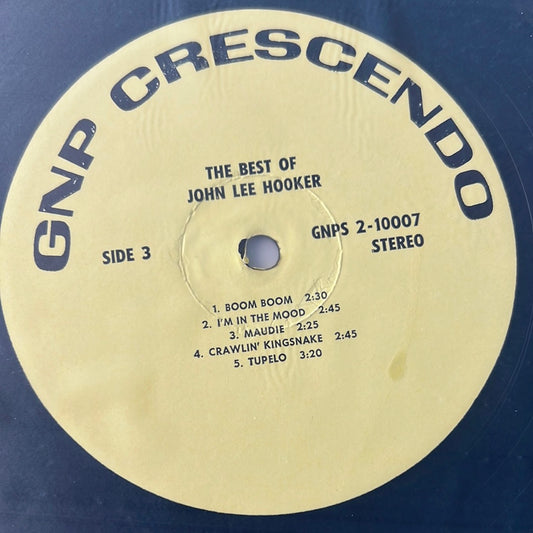 GNP CRESCENDO
THE BEST OF
JOHN LEE HOOKER
SIDE 3
GNPS 2-10007
STEREO
1. BOOM BOOM 2:30
2. I'M IN THE MOOD 2:45
3. MAUDIE 2:25
4. CRAWLIN' KINGSNAKE 2:45
5. TUPELO 3:20